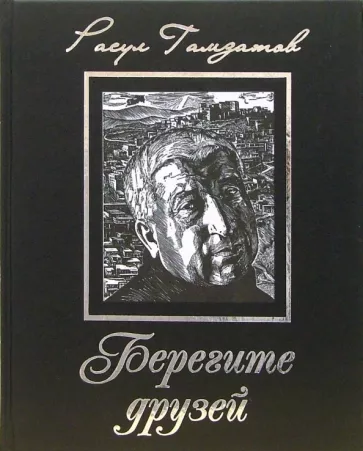 Расул Гамзатов
Берегите
друзей